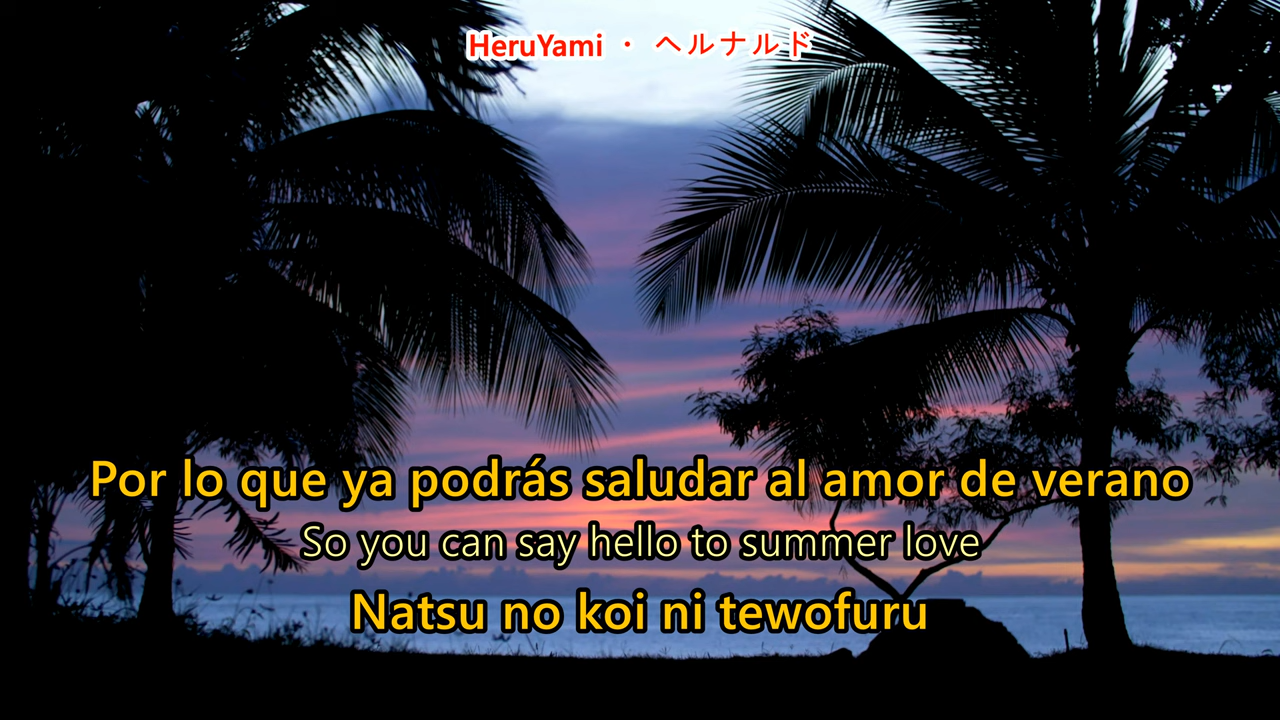 HeruYami ・ ヘルナルド
Por lo que ya podrás saludar al amor de verano
So you can say hello to summer love
Natsu no koi ni tewofuru